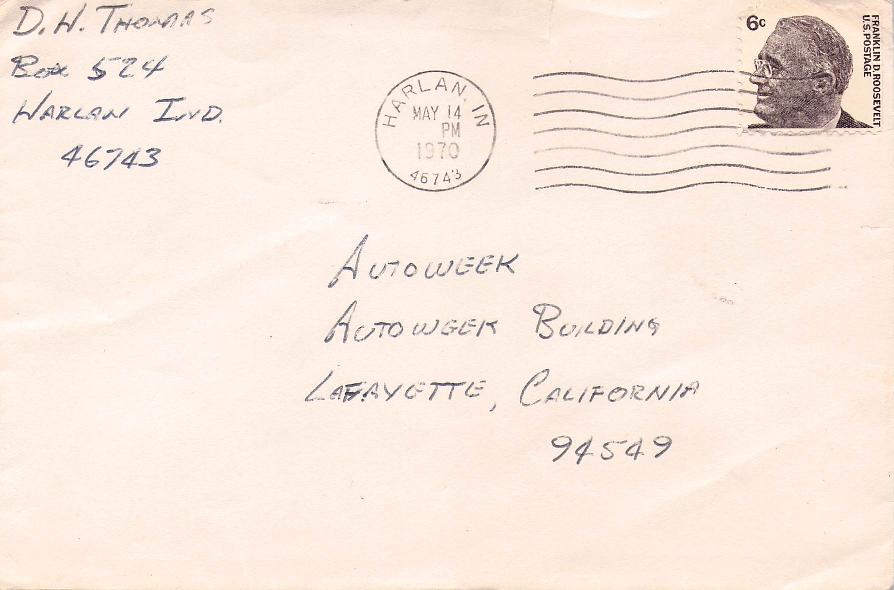 D. W. Thomas
Box 524
Harlan Ind.
46743
HARLAN, IN
MAY 14
PM
1970
46743
6c
FRANKLIN D. ROOSEVELT
U.S. POSTAGE
AUTOWEEK
AUTOWEEK BUILDING
LAFAYETTE, CALIFORNIA
94549